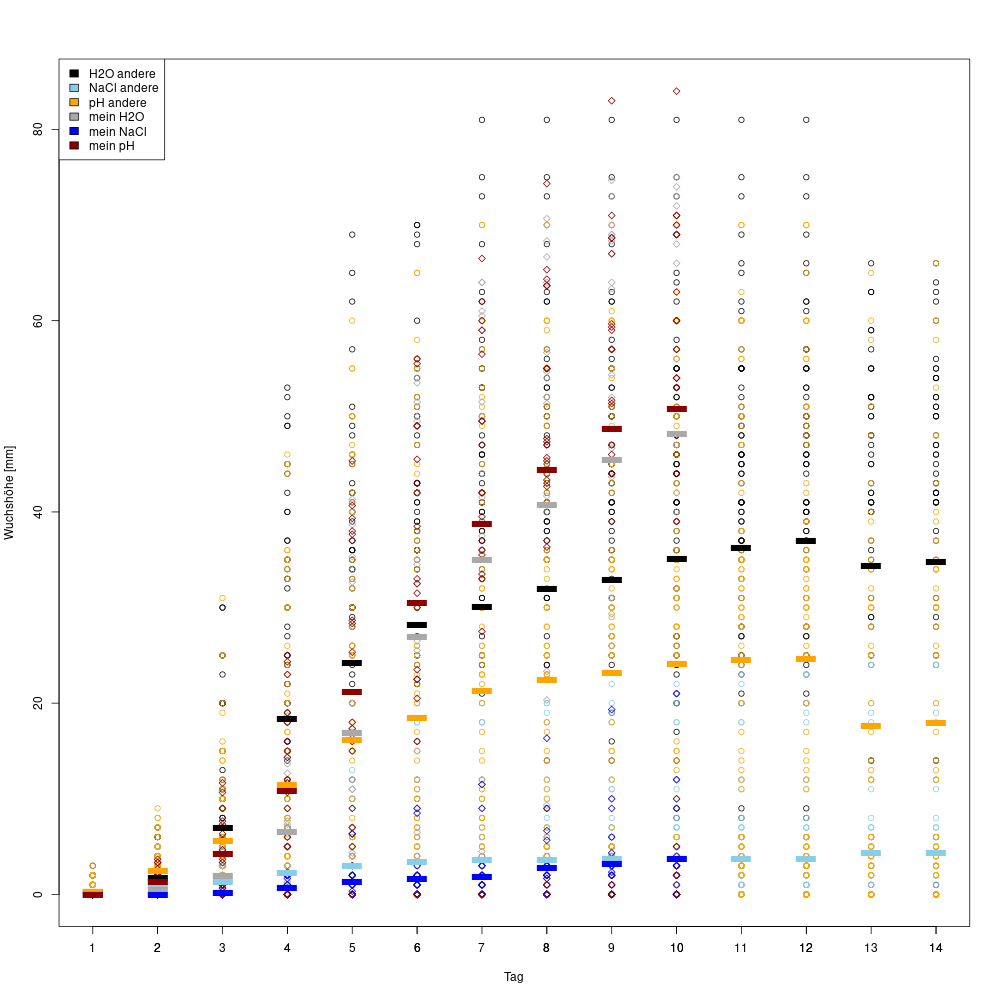 H2O andere
NaCl andere
pH andere
mein H2O
mein NaCl
mein pH
80
60
40
20
0
Wuchshöhe [mm]
1 2 3 4 5 6 7 8 9 10 11 12 13 14
Tag